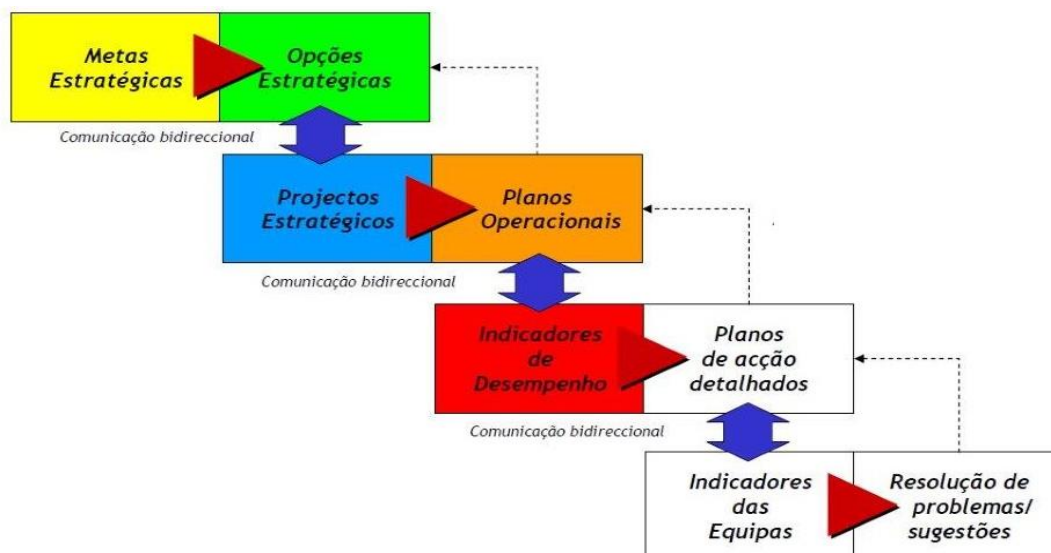 Metas
Estratégicas
Opções
Estratégicas
Comunicação bidireccional
Projectos
Estratégicos
Planos
Operacionais
Comunicação bidireccional
Indicadores
de
Desempenho
Planos
de acção
detalhados
Comunicação bidireccional
Indicadores
das
Equipas
Resolução de
problemas/
sugestões